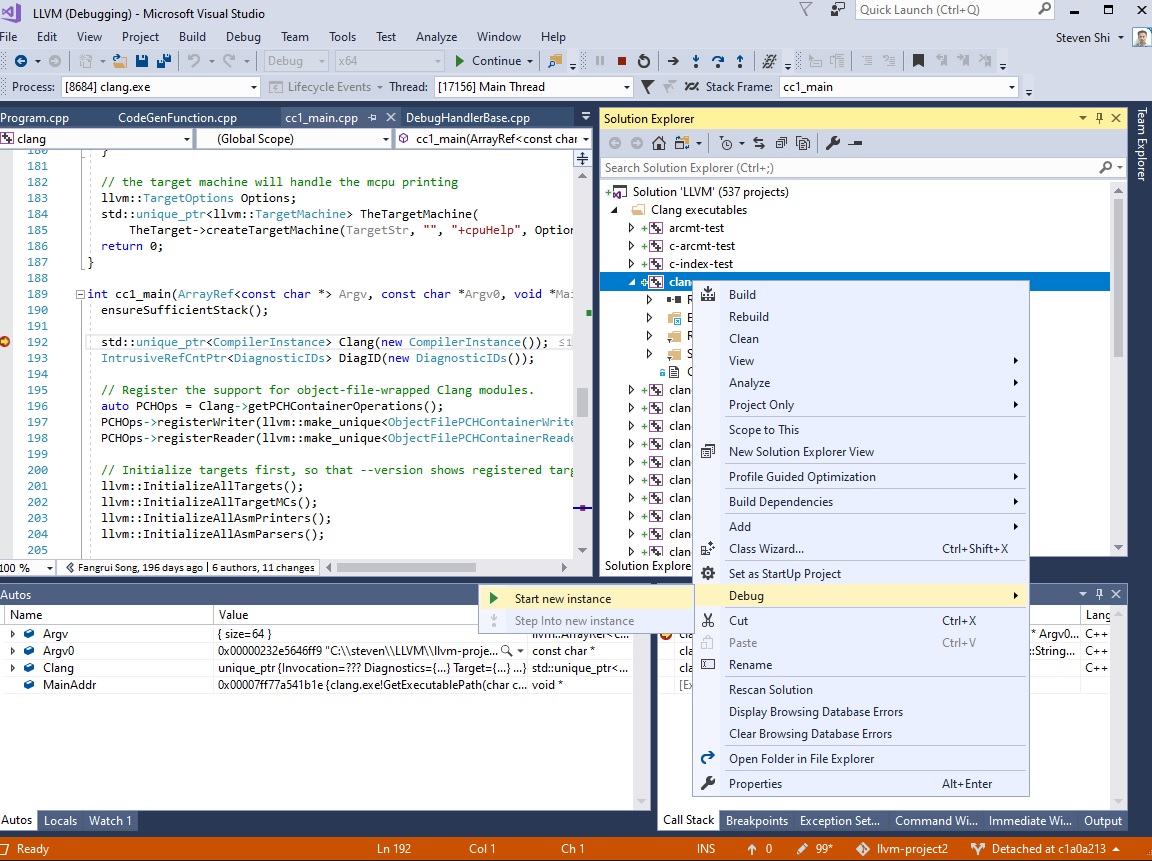 LLVM (Debugging) - Microsoft Visual Studio
Quick Launch (Ctrl+Q)
File Edit View Project Build Debug Team Tools Test Analyze Window Help
Steven Shi
Debug x64 Continue
Process: [8684] clang.exe Lifecycle Events Thread: [17156] Main Thread Stack Frame: cc1_main
Program.cpp CodeGenFunction.cpp cc1_main.cpp DebugHandlerBase.cpp
clang (Global Scope) cc1_main(ArrayRef<const char
180 }
181
182 // the target machine will handle the mcpu printing
183 llvm::TargetOptions Options;
184 std::unique_ptr<llvm::TargetMachine> TheTargetMachine(
185 TheTarget->createTargetMachine(TargetStr, "", "+cpuHelp", Option
186 return 0;
187 }
188
189 int cc1_main(ArrayRef<const char *> Argv, const char *Argv0, void *Mai
190 ensureSufficientStack();
191
192 std::unique_ptr<CompilerInstance> Clang(new CompilerInstance()); ≤1
193 IntrusiveRefCntPtr<DiagnosticIDs> DiagID(new DiagnosticIDs());
194
195 // Register the support for object-file-wrapped Clang modules.
196 auto PCHOps = Clang->getPCHContainerOperations();
197 PCHOps->registerWriter(llvm::make_unique<ObjectFilePCHContainerWrite
198 PCHOps->registerReader(llvm::make_unique<ObjectFilePCHContainerReade
199
200 // Initialize targets first, so that --version shows registered targ
201 llvm::InitializeAllTargets();
202 llvm::InitializeAllTargetMCs();
203 llvm::InitializeAllAsmPrinters();
204 llvm::InitializeAllAsmParsers();
205
100 % Fangrui Song, 196 days ago | 6 authors, 11 changes
Solution Explorer
Search Solution Explorer (Ctrl+;)
Solution 'LLVM' (537 projects)
Clang executables
arcmt-test
c-arcmt-test
c-index-test
clan
R
E
R
S
C
clan
clan
clan
clan
clan
clan
clan
clan
clan
clan
Solution Explore
Team Explorer
Build
Rebuild
Clean
View
Analyze
Project Only
Scope to This
New Solution Explorer View
Profile Guided Optimization
Build Dependencies
Add
Class Wizard... Ctrl+Shift+X
Set as StartUp Project
Debug
Cut Ctrl+X
Paste Ctrl+V
Rename
Rescan Solution
Display Browsing Database Errors
Clear Browsing Database Errors
Open Folder in File Explorer
Properties Alt+Enter
Start new instance
Step Into new instance
Autos
Name Value
Argv { size=64 } llvm::ArrayRef<
Argv0 0x00000232e5646ff9 "C:\\steven\\LLVM\\llvm-proje... const char *
Clang unique_ptr {Invocation=??? Diagnostics={...} Target={...} ... std::unique_ptr<...
MainAddr 0x00007ff77a541b1e {clang.exe!GetExecutablePath(char c... void *
Lang
cla * Argv0... C++
cla ::String... C++
cla C++
[Ex
Autos Locals Watch 1
Call Stack Breakpoints Exception Set... Command Wi... Immediate Wi... Output
Ready Ln 192 Col 1 Ch 1 INS 0 99* llvm-project2 Detached at c1a0a213